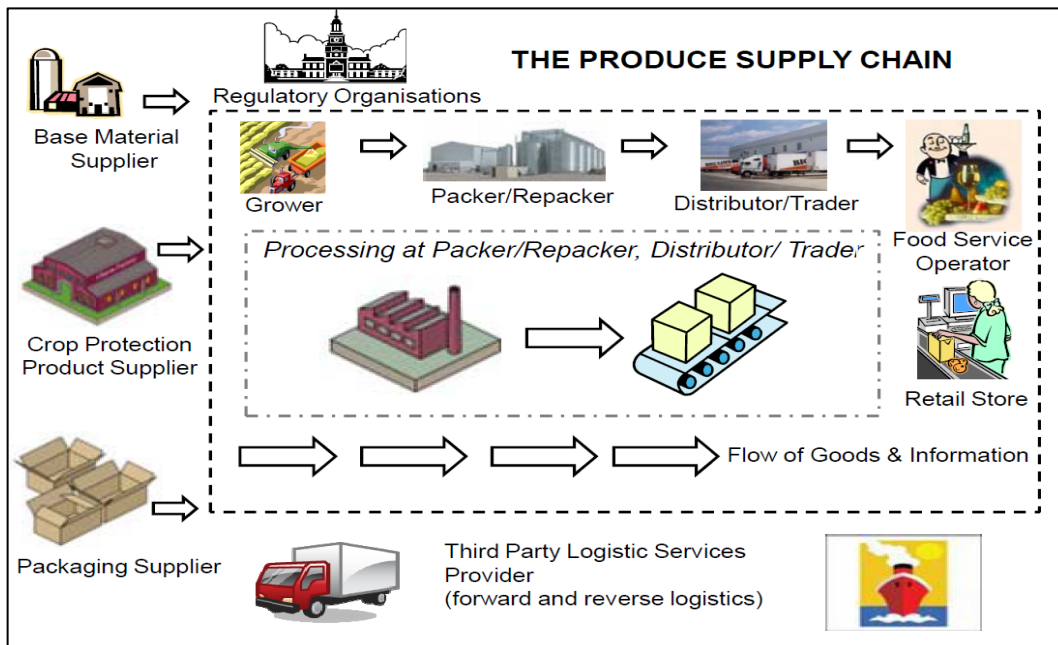 THE PRODUCE SUPPLY CHAIN
Regulatory Organisations
Base Material
Supplier
Grower
Packer/Repacker
Distributor/Trader
Food Service
Operator
Processing at Packer/Repacker, Distributor/ Trader
Crop Protection
Product Supplier
Retail Store
Flow of Goods & Information
Packaging Supplier
Third Party Logistic Services
Provider
(forward and reverse logistics)